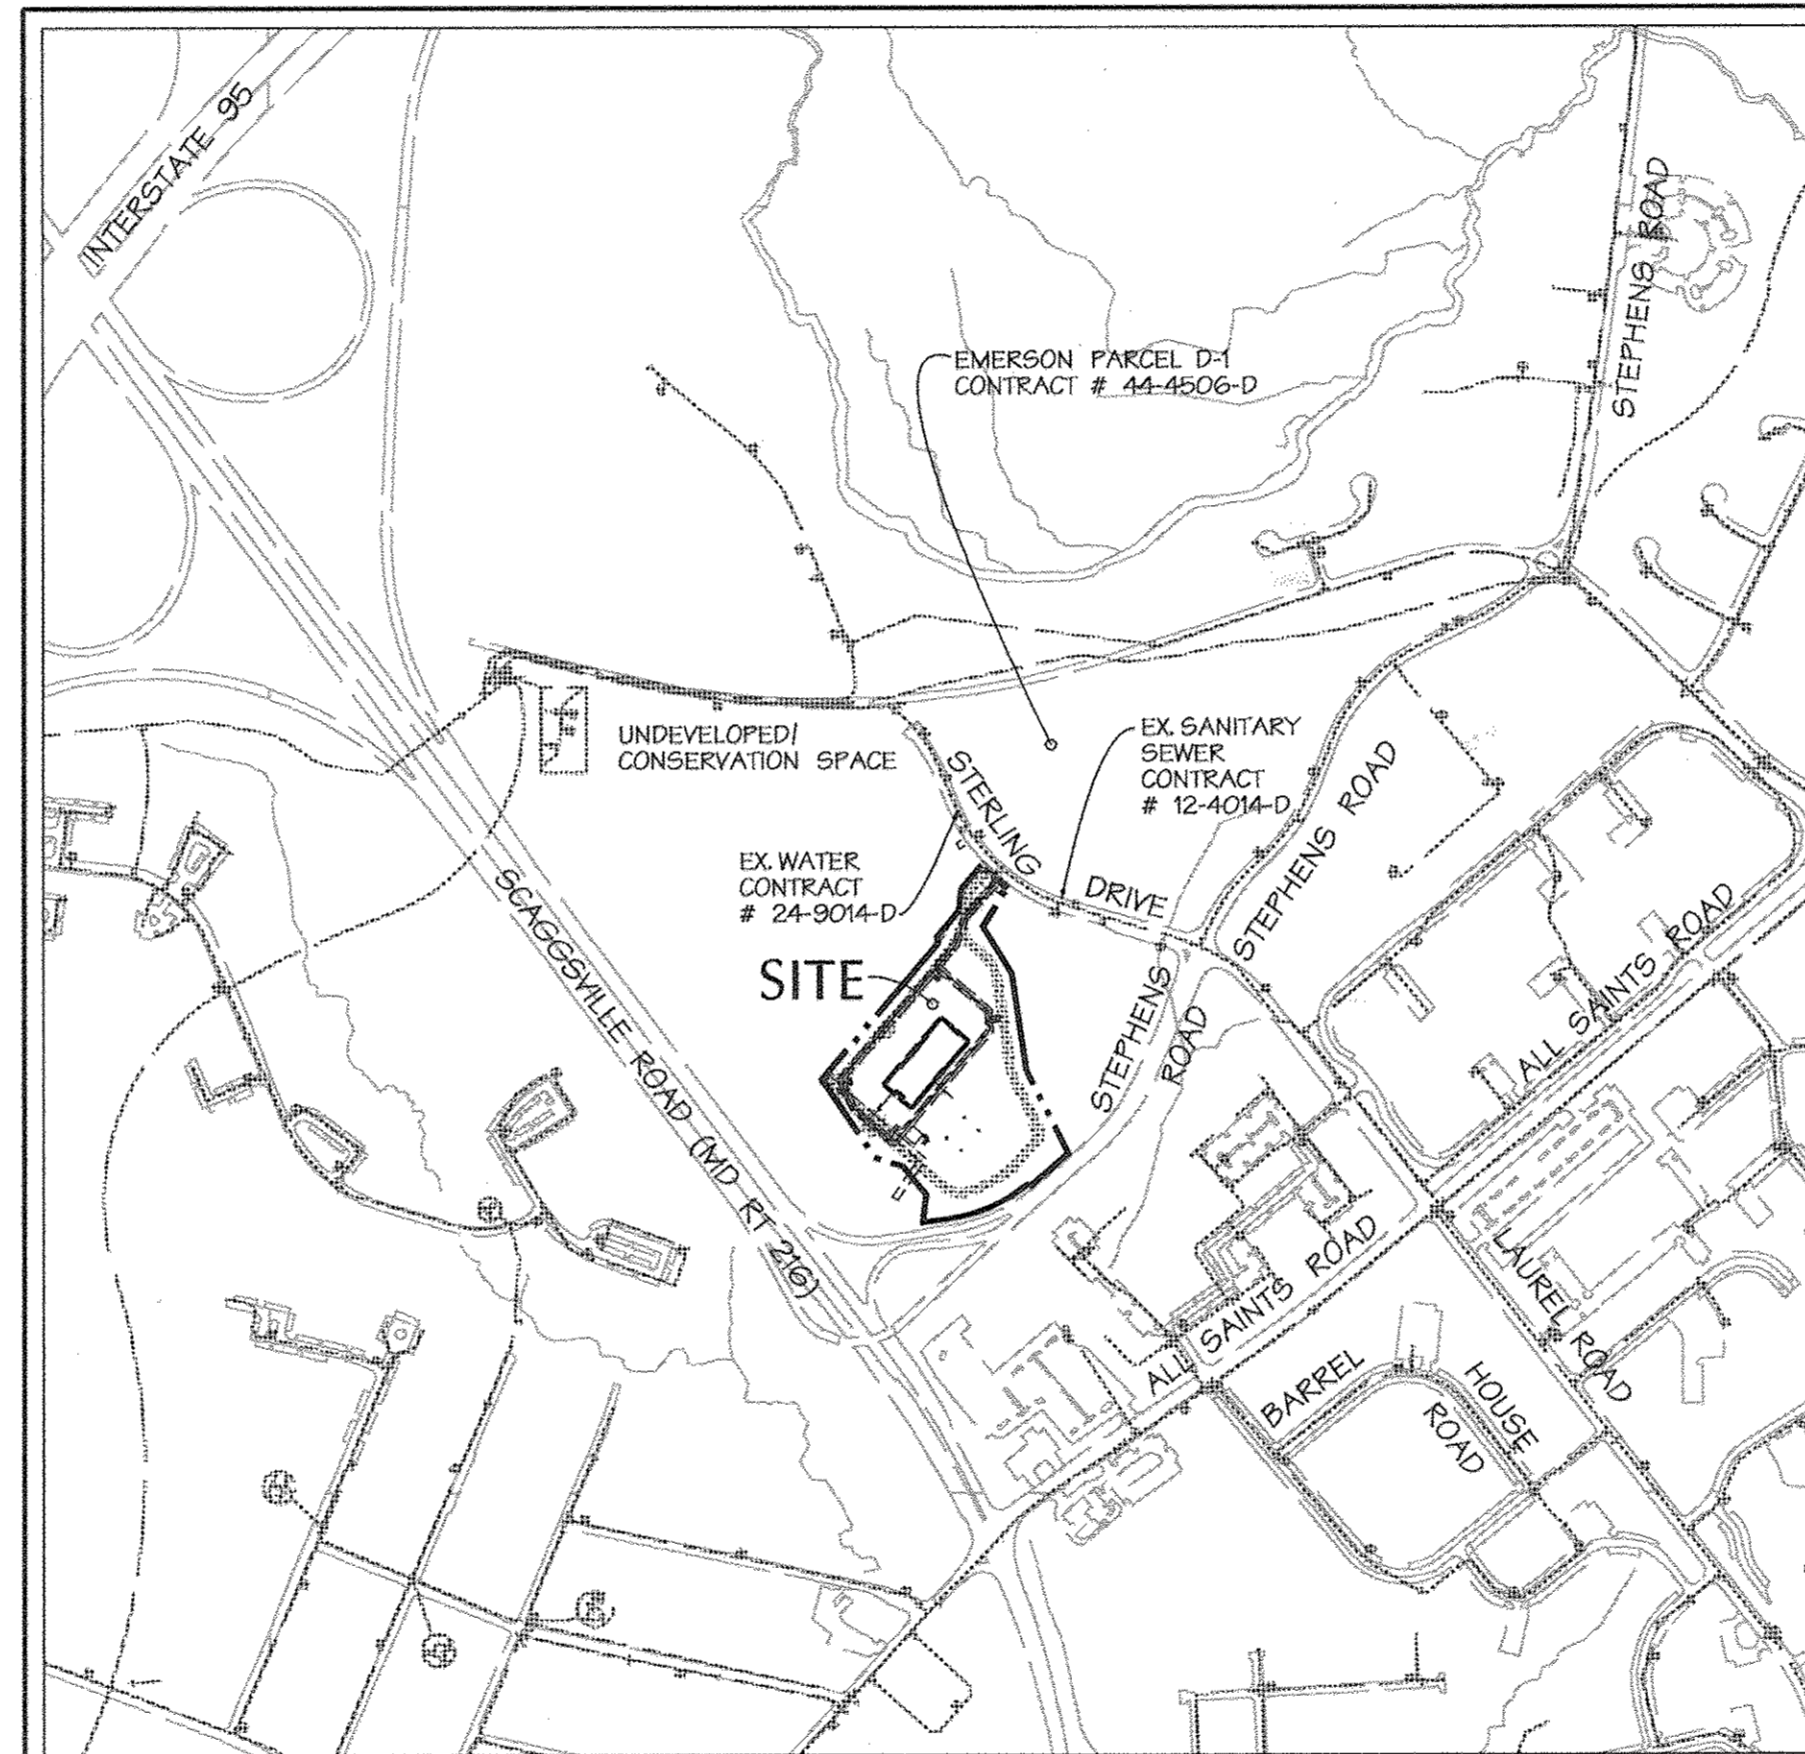 INTERSTATE 95
STEPHENS ROAD
EMERSON PARCEL D-1
CONTRACT # 44-4506-D
UNDEVELOPED/
CONSERVATION SPACE
EX. SANITARY
SEWER
CONTRACT
# 12-4014-D
STERLING DRIVE
STEPHENS ROAD
EX. WATER
CONTRACT
# 24-9014-D
SITE
SCAGGSVILLE ROAD (MD RT 216)
STEPHENS
ROAD
ALL SAINTS ROAD
ALL SAINTS ROAD
LAUREL ROAD
BARREL HOUSE
ROAD